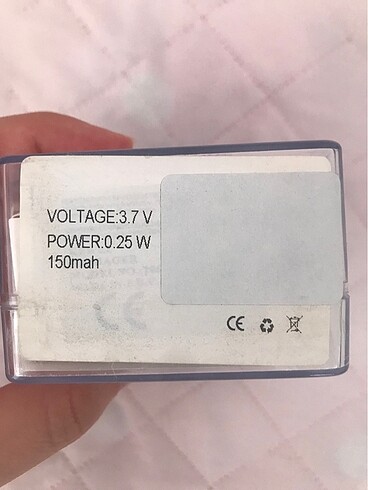 VOLTAGE:3.7 V
POWER:0.25 W
150mah
CE